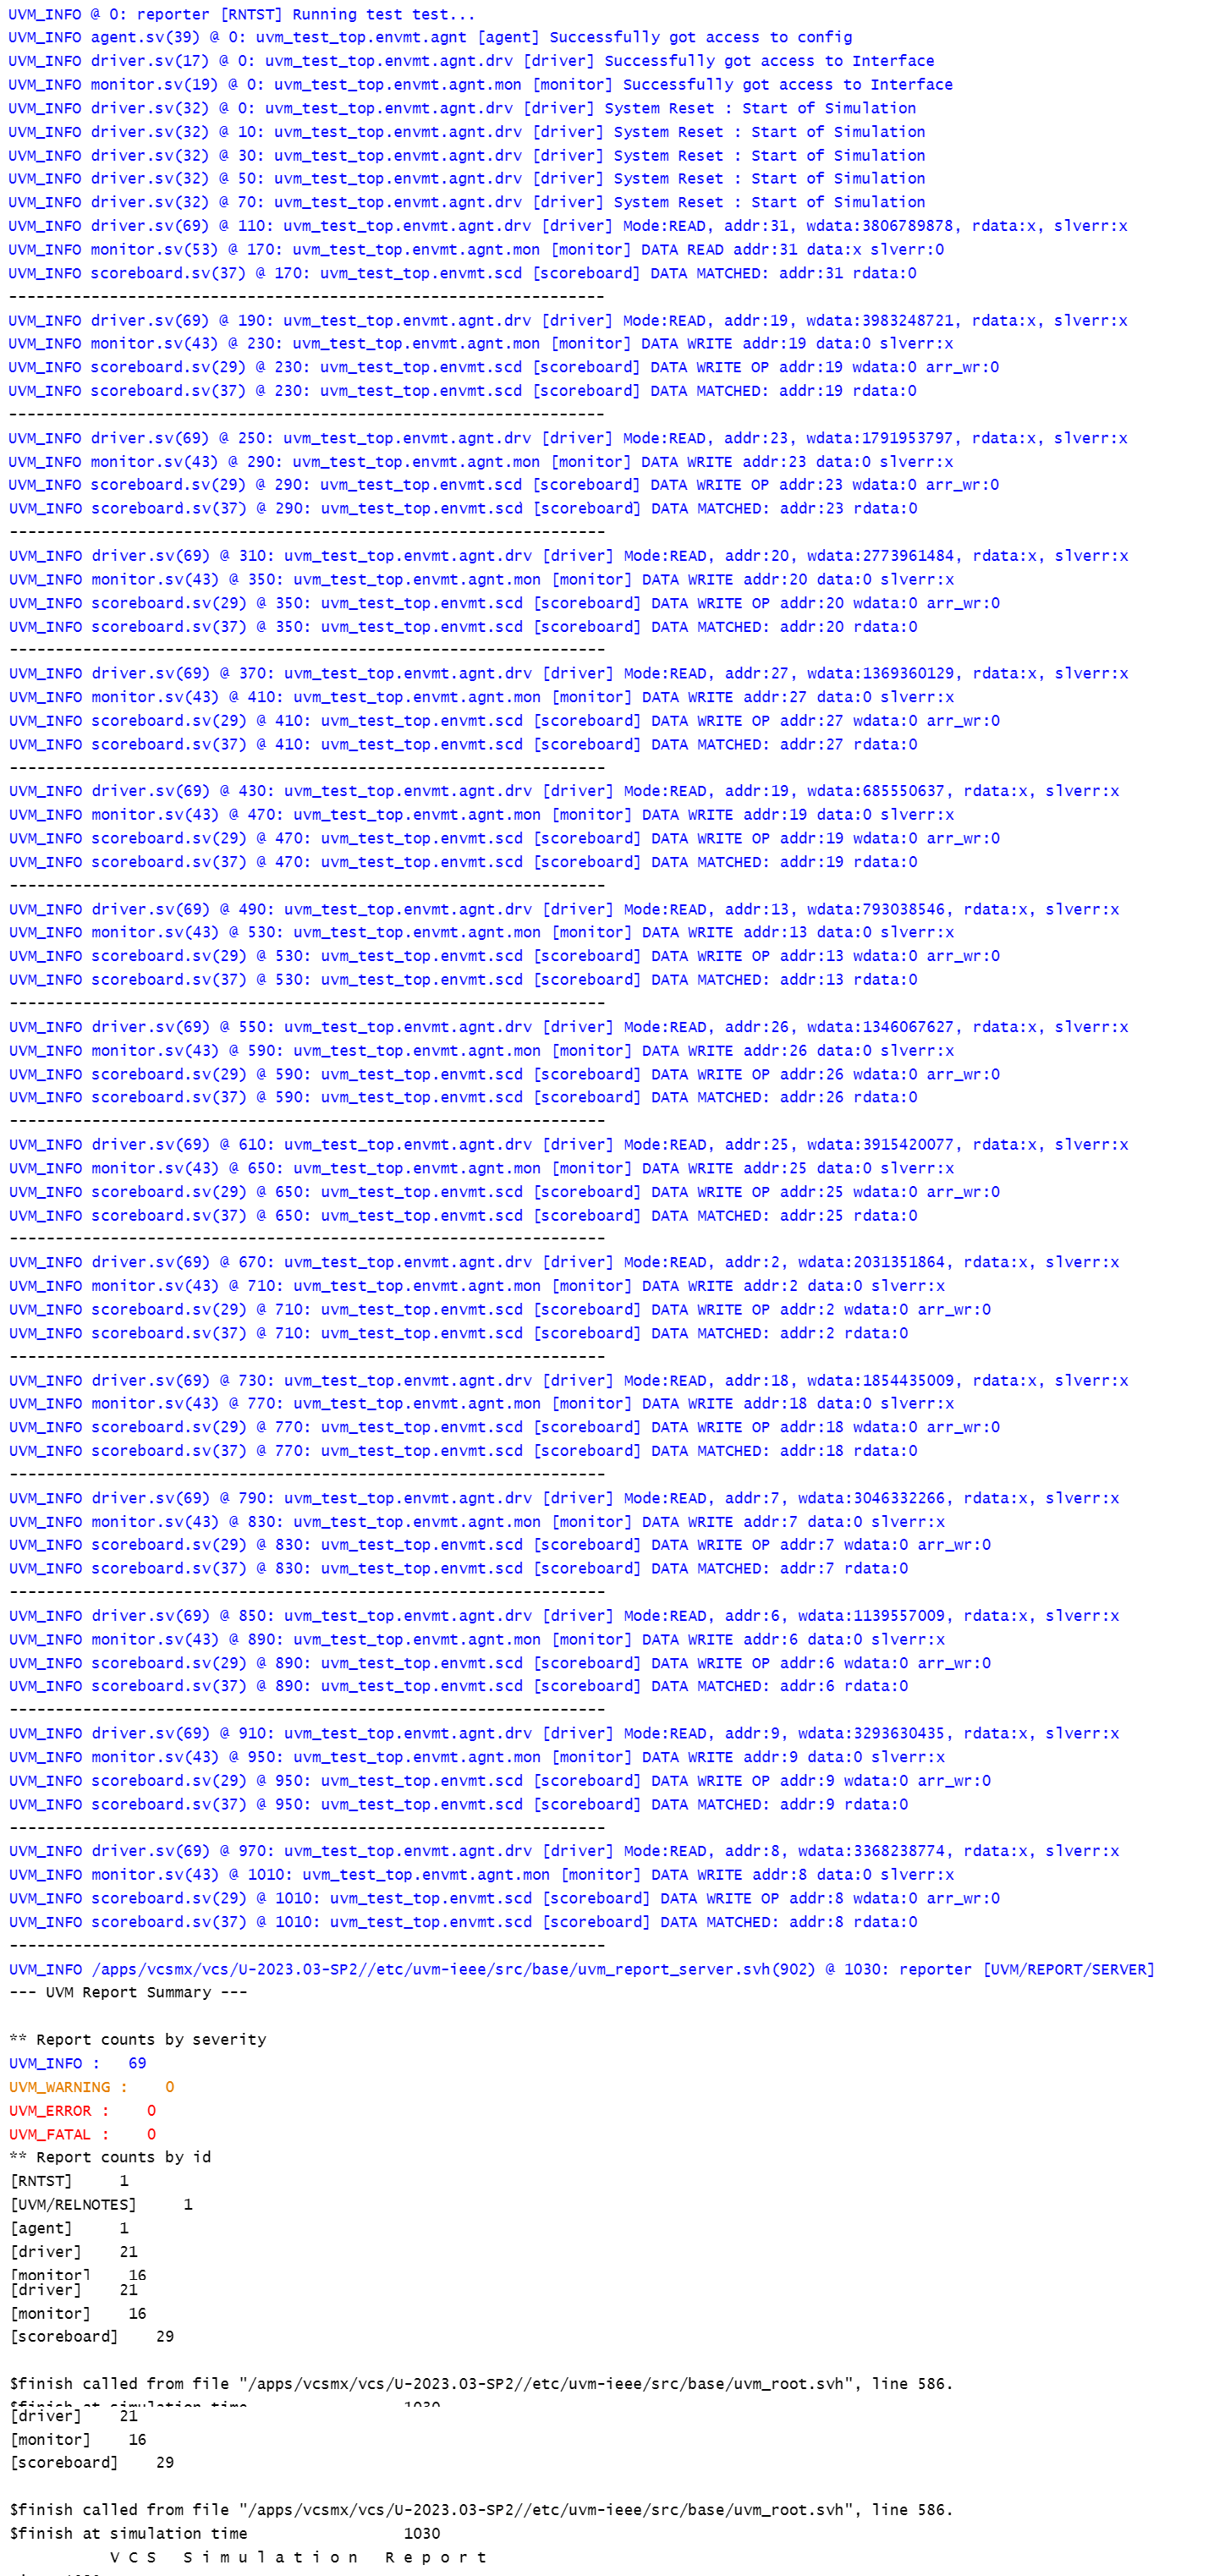 UVM_INFO @ 0: reporter [RNTST] Running test test...
UVM_INFO agent.sv(39) @ 0: uvm_test_top.envmt.agnt [agent] Successfully got access to config
UVM_INFO driver.sv(17) @ 0: uvm_test_top.envmt.agnt.drv [driver] Successfully got access to Interface
UVM_INFO monitor.sv(19) @ 0: uvm_test_top.envmt.agnt.mon [monitor] Successfully got access to Interface
UVM_INFO driver.sv(32) @ 0: uvm_test_top.envmt.agnt.drv [driver] System Reset : Start of Simulation
UVM_INFO driver.sv(32) @ 10: uvm_test_top.envmt.agnt.drv [driver] System Reset : Start of Simulation
UVM_INFO driver.sv(32) @ 30: uvm_test_top.envmt.agnt.drv [driver] System Reset : Start of Simulation
UVM_INFO driver.sv(32) @ 50: uvm_test_top.envmt.agnt.drv [driver] System Reset : Start of Simulation
UVM_INFO driver.sv(32) @ 70: uvm_test_top.envmt.agnt.drv [driver] System Reset : Start of Simulation
UVM_INFO driver.sv(69) @ 110: uvm_test_top.envmt.agnt.drv [driver] Mode:READ, addr:31, wdata:3806789878, rdata:x, slverr:x
UVM_INFO monitor.sv(53) @ 170: uvm_test_top.envmt.agnt.mon [monitor] DATA READ addr:31 data:x slverr:0
UVM_INFO scoreboard.sv(37) @ 170: uvm_test_top.envmt.scd [scoreboard] DATA MATCHED: addr:31 rdata:0
-----------------------------------------------------------------
UVM_INFO driver.sv(69) @ 190: uvm_test_top.envmt.agnt.drv [driver] Mode:READ, addr:19, wdata:3983248721, rdata:x, slverr:x
UVM_INFO monitor.sv(43) @ 230: uvm_test_top.envmt.agnt.mon [monitor] DATA WRITE addr:19 data:0 slverr:x
UVM_INFO scoreboard.sv(29) @ 230: uvm_test_top.envmt.scd [scoreboard] DATA WRITE OP addr:19 wdata:0 arr_wr:0
UVM_INFO scoreboard.sv(37) @ 230: uvm_test_top.envmt.scd [scoreboard] DATA MATCHED: addr:19 rdata:0
-----------------------------------------------------------------
UVM_INFO driver.sv(69) @ 250: uvm_test_top.envmt.agnt.drv [driver] Mode:READ, addr:23, wdata:1791953797, rdata:x, slverr:x
UVM_INFO monitor.sv(43) @ 290: uvm_test_top.envmt.agnt.mon [monitor] DATA WRITE addr:23 data:0 slverr:x
UVM_INFO scoreboard.sv(29) @ 290: uvm_test_top.envmt.scd [scoreboard] DATA WRITE OP addr:23 wdata:0 arr_wr:0
UVM_INFO scoreboard.sv(37) @ 290: uvm_test_top.envmt.scd [scoreboard] DATA MATCHED: addr:23 rdata:0
-----------------------------------------------------------------
UVM_INFO driver.sv(69) @ 310: uvm_test_top.envmt.agnt.drv [driver] Mode:READ, addr:20, wdata:2773961484, rdata:x, slverr:x
UVM_INFO monitor.sv(43) @ 350: uvm_test_top.envmt.agnt.mon [monitor] DATA WRITE addr:20 data:0 slverr:x
UVM_INFO scoreboard.sv(29) @ 350: uvm_test_top.envmt.scd [scoreboard] DATA WRITE OP addr:20 wdata:0 arr_wr:0
UVM_INFO scoreboard.sv(37) @ 350: uvm_test_top.envmt.scd [scoreboard] DATA MATCHED: addr:20 rdata:0
-----------------------------------------------------------------
UVM_INFO driver.sv(69) @ 370: uvm_test_top.envmt.agnt.drv [driver] Mode:READ, addr:27, wdata:1369360129, rdata:x, slverr:x
UVM_INFO monitor.sv(43) @ 410: uvm_test_top.envmt.agnt.mon [monitor] DATA WRITE addr:27 data:0 slverr:x
UVM_INFO scoreboard.sv(29) @ 410: uvm_test_top.envmt.scd [scoreboard] DATA WRITE OP addr:27 wdata:0 arr_wr:0
UVM_INFO scoreboard.sv(37) @ 410: uvm_test_top.envmt.scd [scoreboard] DATA MATCHED: addr:27 rdata:0
-----------------------------------------------------------------
UVM_INFO driver.sv(69) @ 430: uvm_test_top.envmt.agnt.drv [driver] Mode:READ, addr:19, wdata:685550637, rdata:x, slverr:x
UVM_INFO monitor.sv(43) @ 470: uvm_test_top.envmt.agnt.mon [monitor] DATA WRITE addr:19 data:0 slverr:x
UVM_INFO scoreboard.sv(29) @ 470: uvm_test_top.envmt.scd [scoreboard] DATA WRITE OP addr:19 wdata:0 arr_wr:0
UVM_INFO scoreboard.sv(37) @ 470: uvm_test_top.envmt.scd [scoreboard] DATA MATCHED: addr:19 rdata:0
-----------------------------------------------------------------
UVM_INFO driver.sv(69) @ 490: uvm_test_top.envmt.agnt.drv [driver] Mode:READ, addr:13, wdata:793038546, rdata:x, slverr:x
UVM_INFO monitor.sv(43) @ 530: uvm_test_top.envmt.agnt.mon [monitor] DATA WRITE addr:13 data:0 slverr:x
UVM_INFO scoreboard.sv(29) @ 530: uvm_test_top.envmt.scd [scoreboard] DATA WRITE OP addr:13 wdata:0 arr_wr:0
UVM_INFO scoreboard.sv(37) @ 530: uvm_test_top.envmt.scd [scoreboard] DATA MATCHED: addr:13 rdata:0
-----------------------------------------------------------------
UVM_INFO driver.sv(69) @ 550: uvm_test_top.envmt.agnt.drv [driver] Mode:READ, addr:26, wdata:1346067627, rdata:x, slverr:x
UVM_INFO monitor.sv(43) @ 590: uvm_test_top.envmt.agnt.mon [monitor] DATA WRITE addr:26 data:0 slverr:x
UVM_INFO scoreboard.sv(29) @ 590: uvm_test_top.envmt.scd [scoreboard] DATA WRITE OP addr:26 wdata:0 arr_wr:0
UVM_INFO scoreboard.sv(37) @ 590: uvm_test_top.envmt.scd [scoreboard] DATA MATCHED: addr:26 rdata:0
-----------------------------------------------------------------
UVM_INFO driver.sv(69) @ 610: uvm_test_top.envmt.agnt.drv [driver] Mode:READ, addr:25, wdata:3915420077, rdata:x, slverr:x
UVM_INFO monitor.sv(43) @ 650: uvm_test_top.envmt.agnt.mon [monitor] DATA WRITE addr:25 data:0 slverr:x
UVM_INFO scoreboard.sv(29) @ 650: uvm_test_top.envmt.scd [scoreboard] DATA WRITE OP addr:25 wdata:0 arr_wr:0
UVM_INFO scoreboard.sv(37) @ 650: uvm_test_top.envmt.scd [scoreboard] DATA MATCHED: addr:25 rdata:0
-----------------------------------------------------------------
UVM_INFO driver.sv(69) @ 670: uvm_test_top.envmt.agnt.drv [driver] Mode:READ, addr:2, wdata:2031351864, rdata:x, slverr:x
UVM_INFO monitor.sv(43) @ 710: uvm_test_top.envmt.agnt.mon [monitor] DATA WRITE addr:2 data:0 slverr:x
UVM_INFO scoreboard.sv(29) @ 710: uvm_test_top.envmt.scd [scoreboard] DATA WRITE OP addr:2 wdata:0 arr_wr:0
UVM_INFO scoreboard.sv(37) @ 710: uvm_test_top.envmt.scd [scoreboard] DATA MATCHED: addr:2 rdata:0
-----------------------------------------------------------------
UVM_INFO driver.sv(69) @ 730: uvm_test_top.envmt.agnt.drv [driver] Mode:READ, addr:18, wdata:1854435009, rdata:x, slverr:x
UVM_INFO monitor.sv(43) @ 770: uvm_test_top.envmt.agnt.mon [monitor] DATA WRITE addr:18 data:0 slverr:x
UVM_INFO scoreboard.sv(29) @ 770: uvm_test_top.envmt.scd [scoreboard] DATA WRITE OP addr:18 wdata:0 arr_wr:0
UVM_INFO scoreboard.sv(37) @ 770: uvm_test_top.envmt.scd [scoreboard] DATA MATCHED: addr:18 rdata:0
-----------------------------------------------------------------
UVM_INFO driver.sv(69) @ 790: uvm_test_top.envmt.agnt.drv [driver] Mode:READ, addr:7, wdata:3046332266, rdata:x, slverr:x
UVM_INFO monitor.sv(43) @ 830: uvm_test_top.envmt.agnt.mon [monitor] DATA WRITE addr:7 data:0 slverr:x
UVM_INFO scoreboard.sv(29) @ 830: uvm_test_top.envmt.scd [scoreboard] DATA WRITE OP addr:7 wdata:0 arr_wr:0
UVM_INFO scoreboard.sv(37) @ 830: uvm_test_top.envmt.scd [scoreboard] DATA MATCHED: addr:7 rdata:0
-----------------------------------------------------------------
UVM_INFO driver.sv(69) @ 850: uvm_test_top.envmt.agnt.drv [driver] Mode:READ, addr:6, wdata:1139557009, rdata:x, slverr:x
UVM_INFO monitor.sv(43) @ 890: uvm_test_top.envmt.agnt.mon [monitor] DATA WRITE addr:6 data:0 slverr:x
UVM_INFO scoreboard.sv(29) @ 890: uvm_test_top.envmt.scd [scoreboard] DATA WRITE OP addr:6 wdata:0 arr_wr:0
UVM_INFO scoreboard.sv(37) @ 890: uvm_test_top.envmt.scd [scoreboard] DATA MATCHED: addr:6 rdata:0
-----------------------------------------------------------------
UVM_INFO driver.sv(69) @ 910: uvm_test_top.envmt.agnt.drv [driver] Mode:READ, addr:9, wdata:3293630435, rdata:x, slverr:x
UVM_INFO monitor.sv(43) @ 950: uvm_test_top.envmt.agnt.mon [monitor] DATA WRITE addr:9 data:0 slverr:x
UVM_INFO scoreboard.sv(29) @ 950: uvm_test_top.envmt.scd [scoreboard] DATA WRITE OP addr:9 wdata:0 arr_wr:0
UVM_INFO scoreboard.sv(37) @ 950: uvm_test_top.envmt.scd [scoreboard] DATA MATCHED: addr:9 rdata:0
-----------------------------------------------------------------
UVM_INFO driver.sv(69) @ 970: uvm_test_top.envmt.agnt.drv [driver] Mode:READ, addr:8, wdata:3368238774, rdata:x, slverr:x
UVM_INFO monitor.sv(43) @ 1010: uvm_test_top.envmt.agnt.mon [monitor] DATA WRITE addr:8 data:0 slverr:x
UVM_INFO scoreboard.sv(29) @ 1010: uvm_test_top.envmt.scd [scoreboard] DATA WRITE OP addr:8 wdata:0 arr_wr:0
UVM_INFO scoreboard.sv(37) @ 1010: uvm_test_top.envmt.scd [scoreboard] DATA MATCHED: addr:8 rdata:0
-----------------------------------------------------------------
UVM_INFO /apps/vcsmx/vcs/U-2023.03-SP2//etc/uvm-ieee/src/base/uvm_report_server.svh(902) @ 1030: reporter [UVM/REPORT/SERVER]
--- UVM Report Summary ---
** Report counts by severity
UVM_INFO : 69
UVM_WARNING : 0
UVM_ERROR : 0
UVM_FATAL : 0
** Report counts by id
[RNTST] 1
[UVM/RELNOTES] 1
[agent] 1
[driver] 21
[monitor] 16
[driver] 21
[monitor] 16
[scoreboard] 29
$finish called from file "/apps/vcsmx/vcs/U-2023.03-SP2//etc/uvm-ieee/src/base/uvm_root.svh", line 586.
$finish at simulation time 1030
[driver] 21
[monitor] 16
[scoreboard] 29
$finish called from file "/apps/vcsmx/vcs/U-2023.03-SP2//etc/uvm-ieee/src/base/uvm_root.svh", line 586.
$finish at simulation time 1030
V C S S i m u l a t i o n R e p o r t